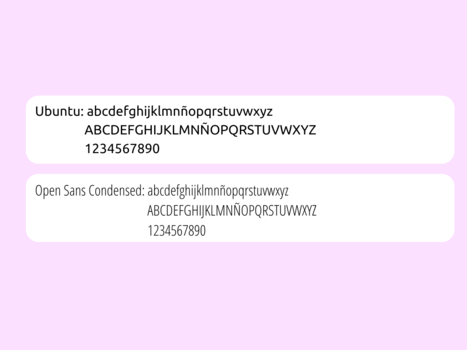 Ubuntu: abcdefghijklmnñopqrstuvwxyz
ABCDEFGHIJKLMNÑOPQRSTUVWXYZ
1234567890
Open Sans Condensed: abcdefghijklmnñopqrstuvwxyz
ABCDEFGHIJKLMNÑOPQRSTUVWXYZ
1234567890